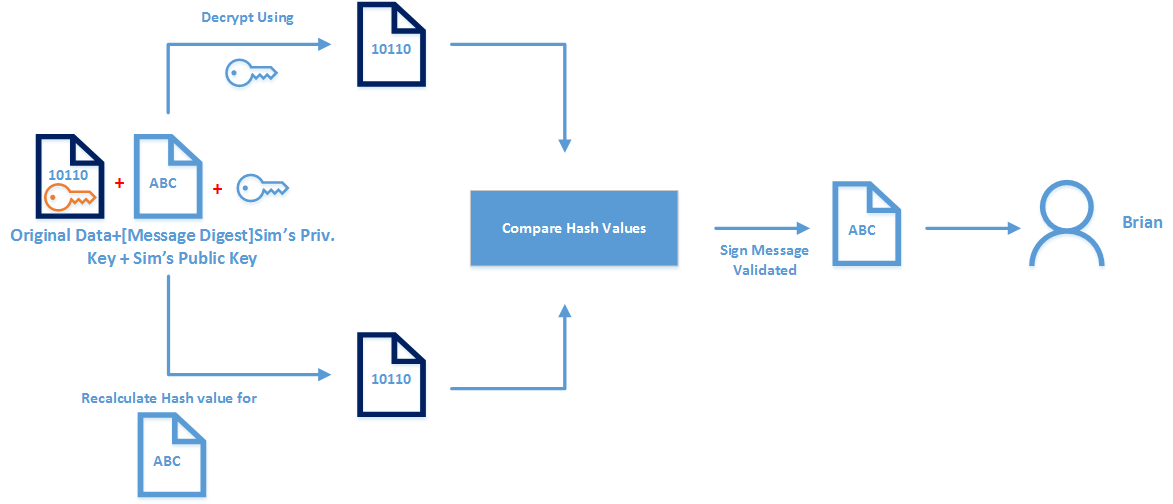 Decrypt Using
10110
10110
+
ABC
+
Original Data+[Message Digest]Sim's Priv.
Key + Sim's Public Key
Compare Hash Values
Sign Message
Validated
ABC
Brian
10110
Recalculate Hash value for
ABC